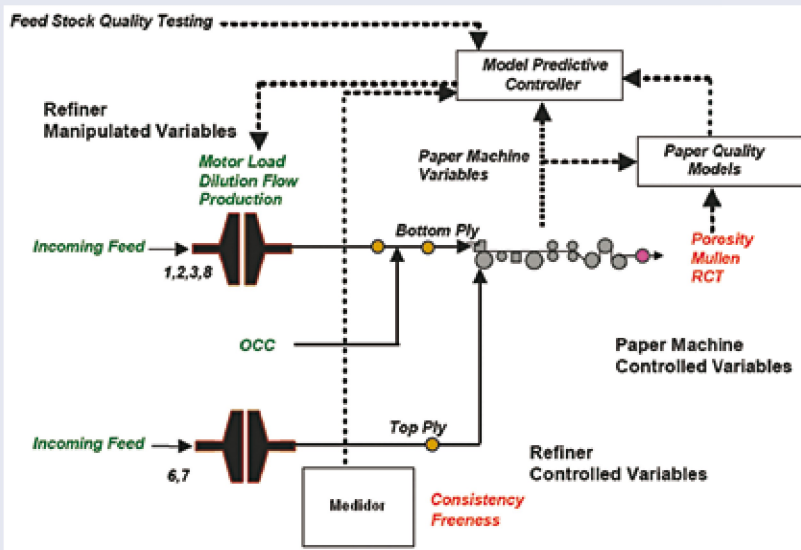 Feed Stock Quality Testing
Model Predictive
Controller
Refiner
Manipulated Variables
Motor Load
Dilution Flow
Production
Paper Machine
Variables
Paper Quality
Models
Incoming Feed
1,2,3,8
Bottom Ply
Porosity
Mullen
RCT
OCC
Paper Machine
Controlled Variables
Incoming Feed
6,7
Top Ply
Refiner
Controlled Variables
Medidor
Consistency
Freeness